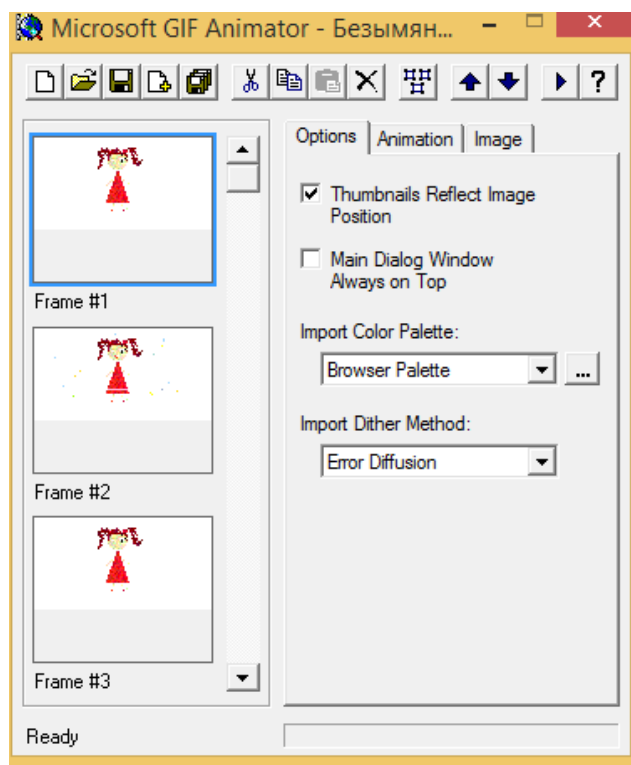 Microsoft GIF Animator - Безымян...
?
Options Animation Image
Thumbnails Reflect Image
Position
Main Dialog Window
Always on Top
Import Color Palette:
Browser Palette ...
Import Dither Method:
Error Diffusion
Frame #1
Frame #2
Frame #3
Ready